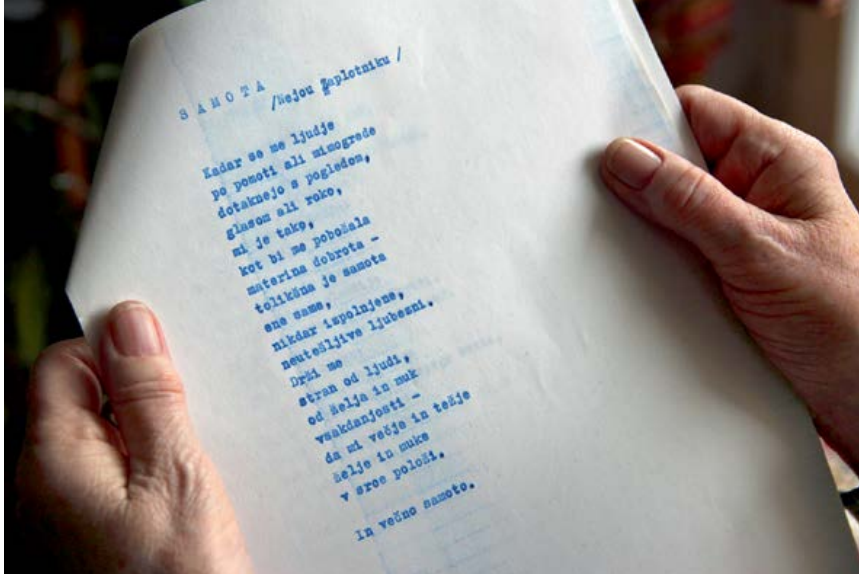 S A M O T A
/Nejcu Zaplotniku /
Kadar se me ljudje
po pomoti ali mimogrede
dotaknejo s pogledom,
glasom ali roko,
mi je tako,
kot bi me pobožala
materina dobrota -
tolikšna je samota
ene same,
nikdar izpolnjene,
neutešljive ljubezni.
Drži me
stran od ljudi,
od želja in muk
vsakdanjosti -
da mi večje in težje
želje in muke
v srce položi.
In večno samoto.